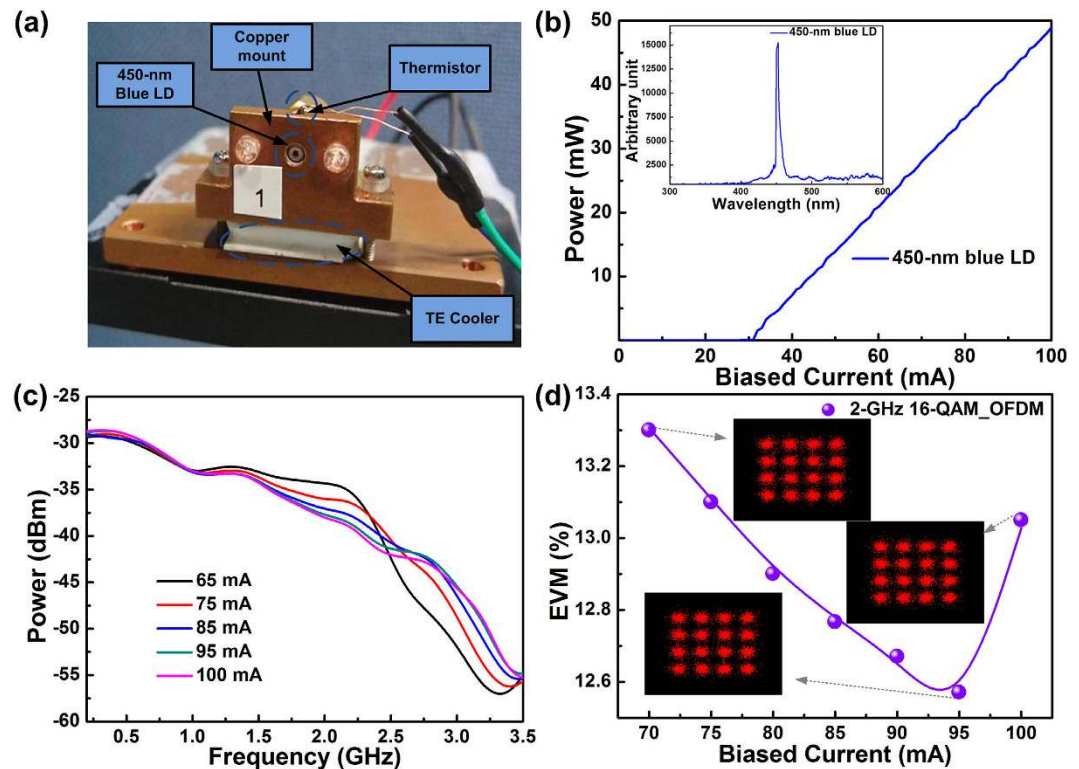 (a)
Copper
mount
450-nm
Blue LD
Thermistor
1
TE Cooler
(b)
50
40
30
20
10
0
20
40
60
80
100
Power (mW)
Biased Current (mA)
450-nm blue LD
15000
12500
10000
7500
5000
2500
300
400
500
600
Arbitrary unit
Wavelength (nm)
450-nm blue LD
(c)
-25
-30
-35
-40
-45
-50
-55
-60
0.5
1.0
1.5
2.0
2.5
3.0
3.5
Power (dBm)
Frequency (GHz)
65 mA
75 mA
85 mA
95 mA
100 mA
(d)
13.4
13.2
13.0
12.8
12.6
70
75
80
85
90
95
100
EVM (%)
Biased Current (mA)
2-GHz 16-QAM_OFDM